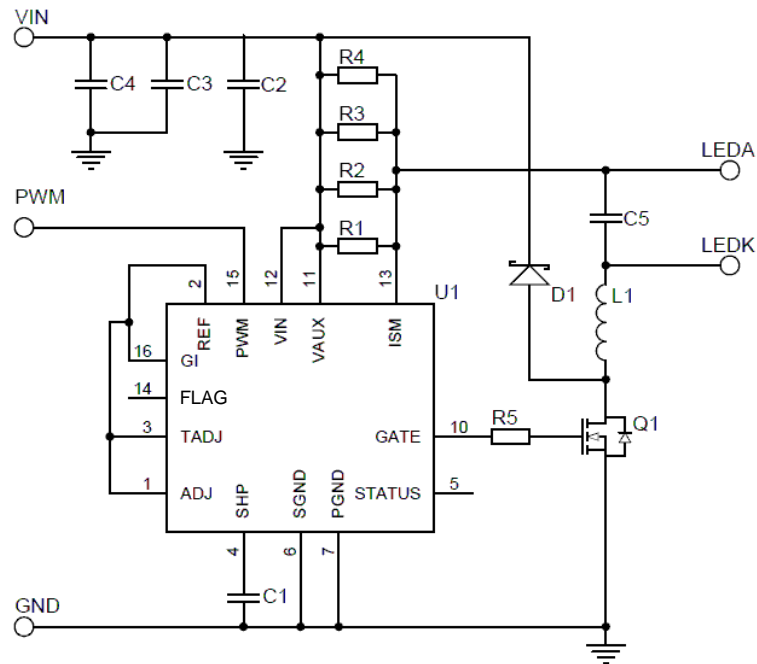 VIN
R4
C4
C3
C2
R3
LEDA
R2
PWM
C5
R1
LEDK
2
15
12
11
13
U1
D1
L1
REF
PWM
VIN
VAUX
ISM
16
GI
14
FLAG
3
TADJ
GATE
10
R5
Q1
1
ADJ
SHP
SGND
PGND
STATUS
5
4
6
7
C1
GND